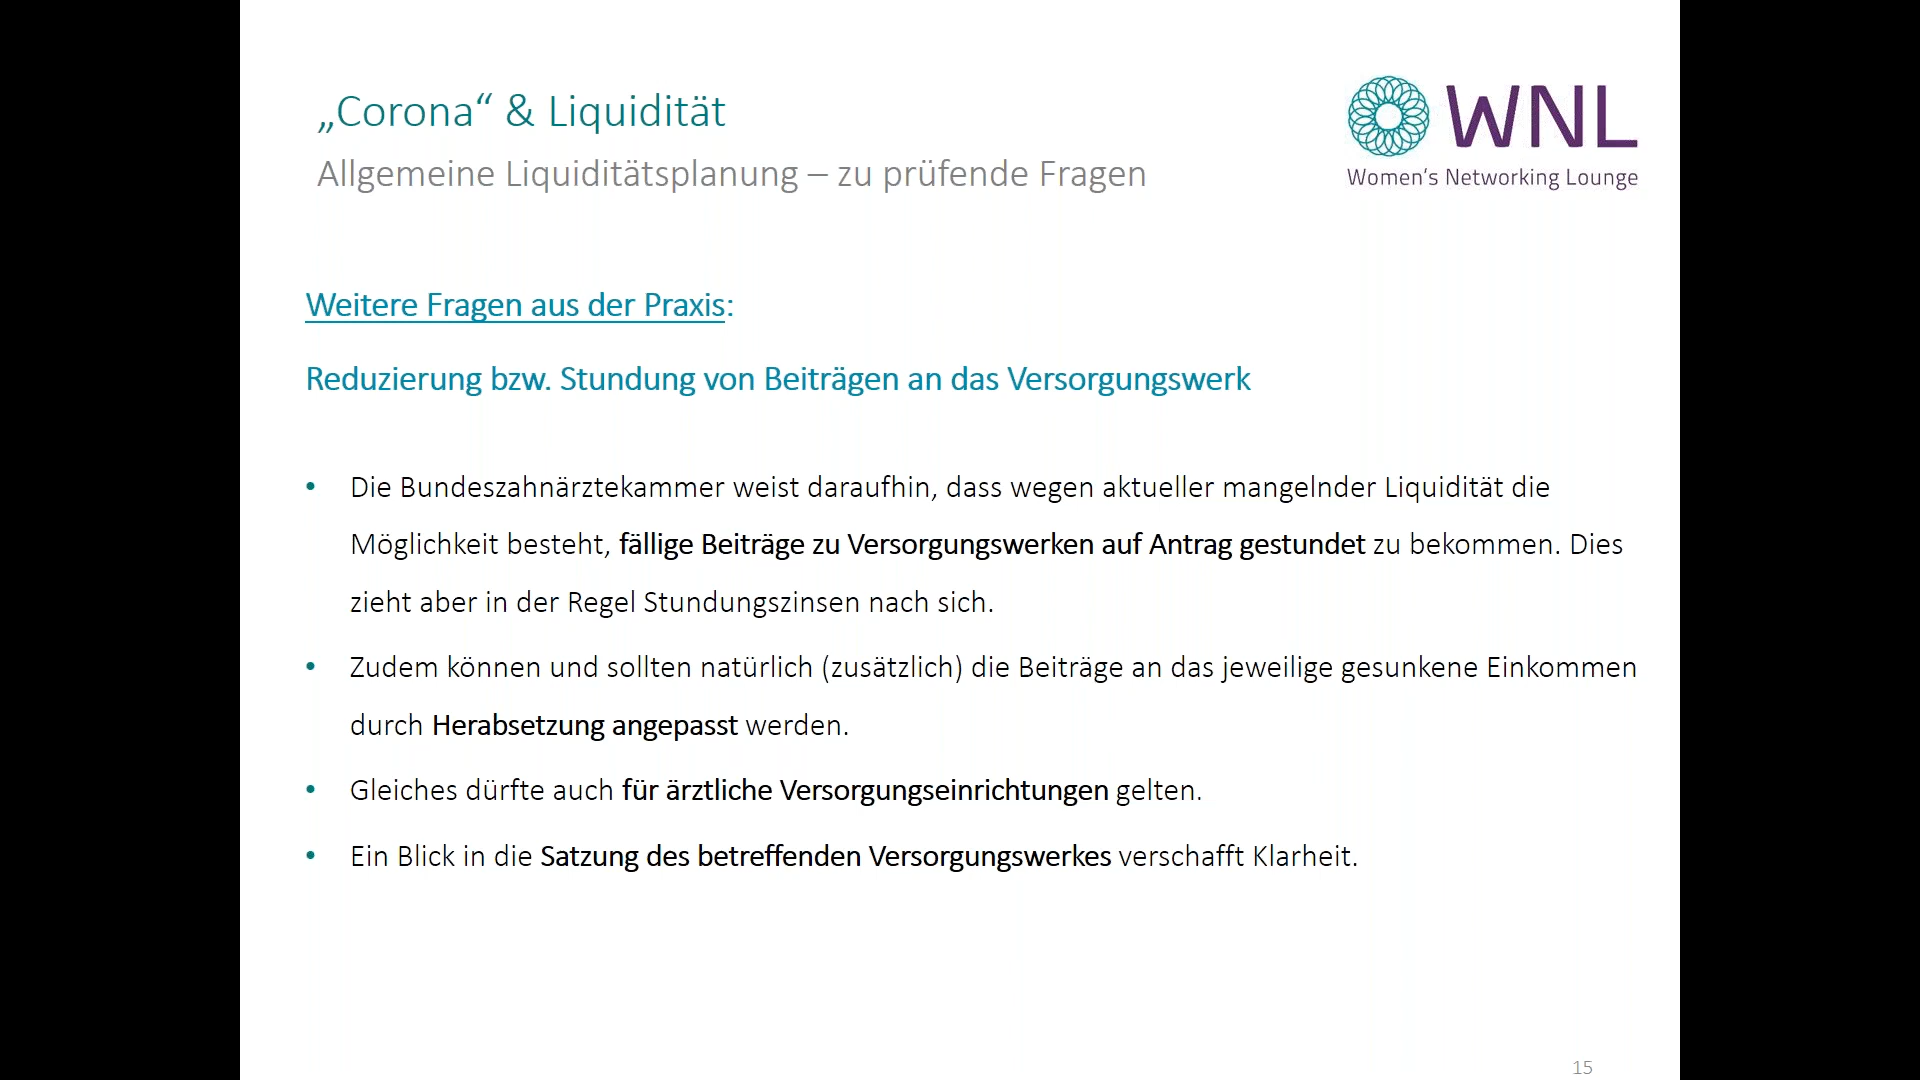 „Corona“ & Liquidität
Allgemeine Liquiditätsplanung – zu prüfende Fragen
WNL
Women‘s Networking Lounge
Weitere Fragen aus der Praxis:
Reduzierung bzw. Stundung von Beiträgen an das Versorgungswerk
• Die Bundeszahnärztekammer weist daraufhin, dass wegen aktueller mangelnder Liquidität die
Möglichkeit besteht, fällige Beiträge zu Versorgungswerken auf Antrag gestundet zu bekommen. Dies
zieht aber in der Regel Stundungszinsen nach sich.
• Zudem können und sollten natürlich (zusätzlich) die Beiträge an das jeweilige gesunkene Einkommen
durch Herabsetzung angepasst werden.
• Gleiches dürfte auch für ärztliche Versorgungseinrichtungen gelten.
• Ein Blick in die Satzung des betreffenden Versorgungswerkes verschafft Klarheit.
15